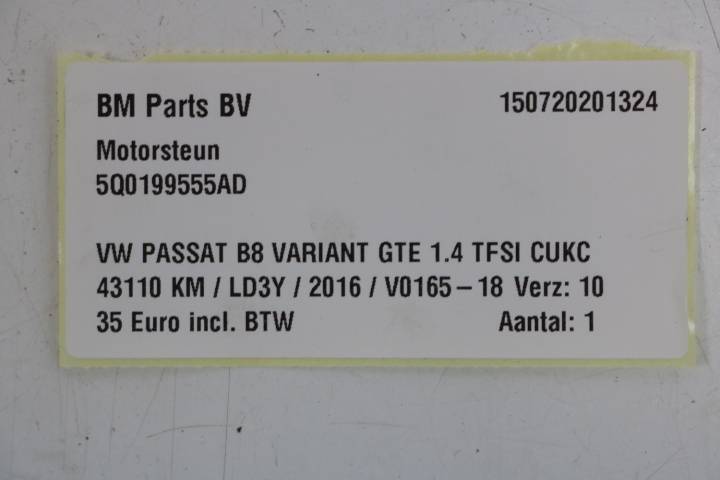 BM Parts BV 150720201324
Motorsteun
5Q0199555AD
VW PASSAT B8 VARIANT GTE 1.4 TFSI CUKC
43110 KM / LD3Y / 2016 / V0165 – 18 Verz: 10
35 Euro incl. BTW Aantal: 1